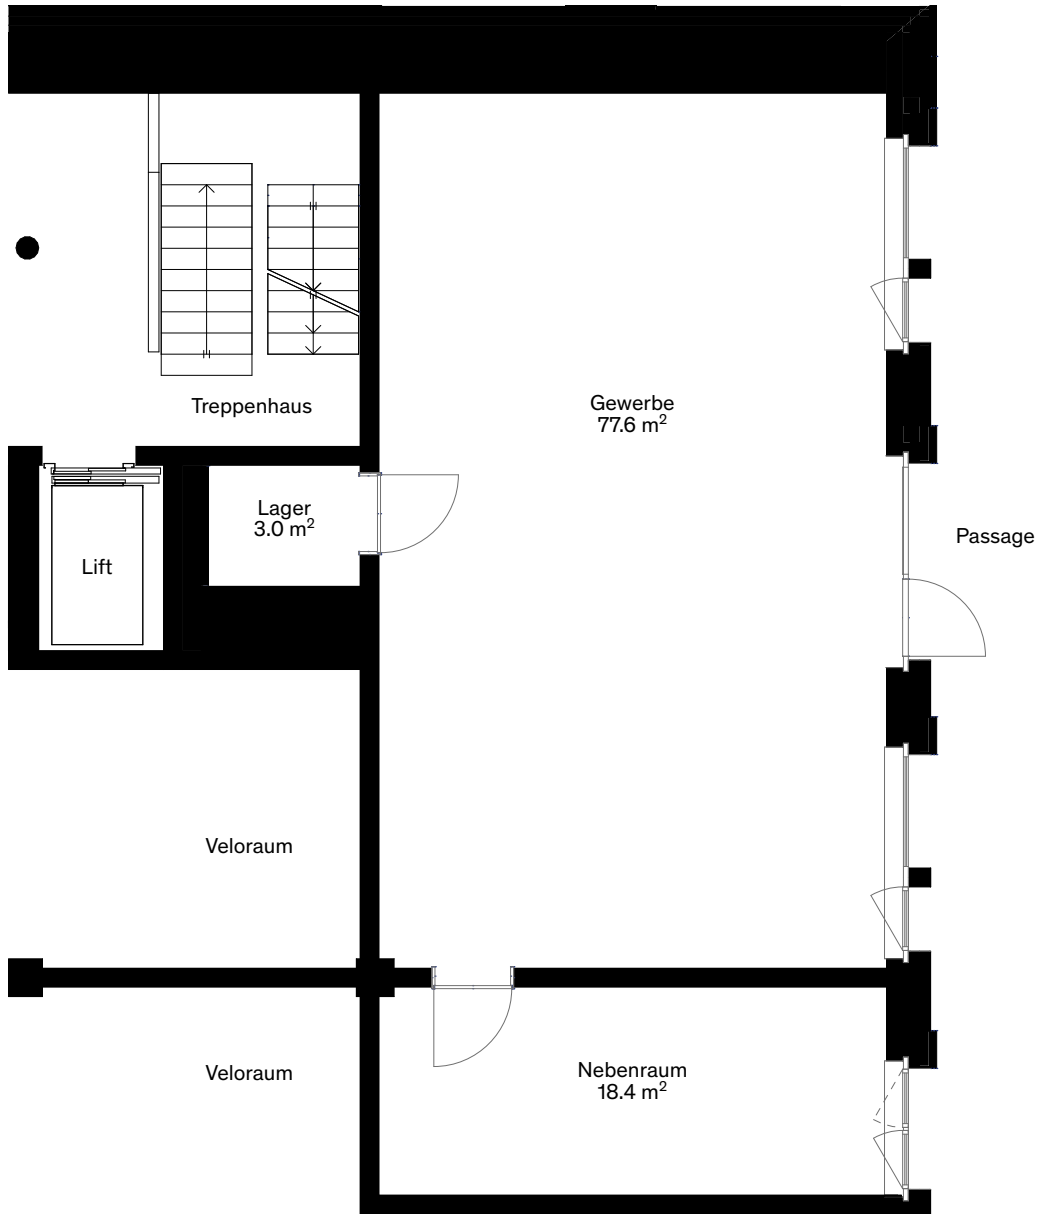 Treppenhaus
Gewerbe
77.6 m²
Lager
3.0 m²
Passage
Lift
Veloraum
Veloraum
Nebenraum
18.4 m²